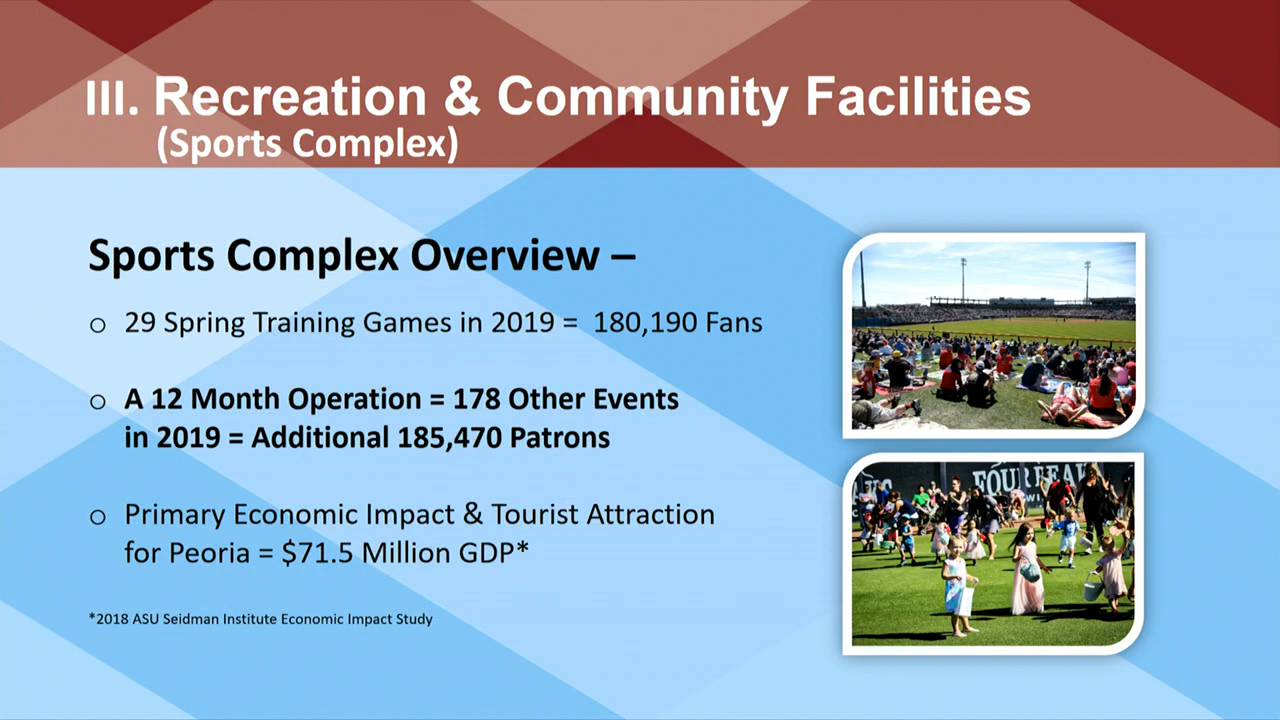 III. Recreation & Community Facilities
(Sports Complex)
Sports Complex Overview –
o 29 Spring Training Games in 2019 = 180,190 Fans
o A 12 Month Operation = 178 Other Events
in 2019 = Additional 185,470 Patrons
o Primary Economic Impact & Tourist Attraction
for Peoria = $71.5 Million GDP*
*2018 ASU Seidman Institute Economic Impact Study
FOUR PEAK